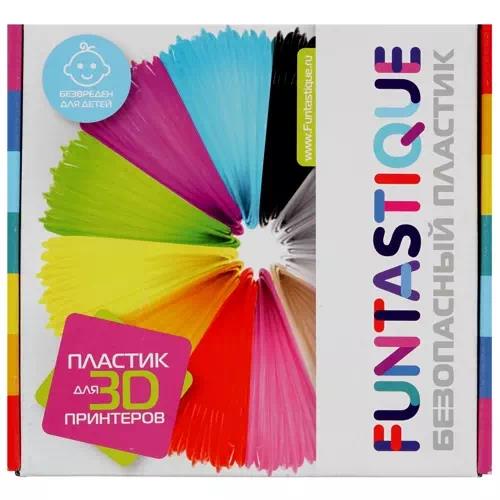 БЕЗВРЕДЕН
ДЛЯ ДЕТЕЙ
www.Funtastique.ru
FUNTASTIQUE
БЕЗОПАСНЫЙ ПЛАСТИК
ПЛАСТИК
для 3D
ПРИНТЕРОВ